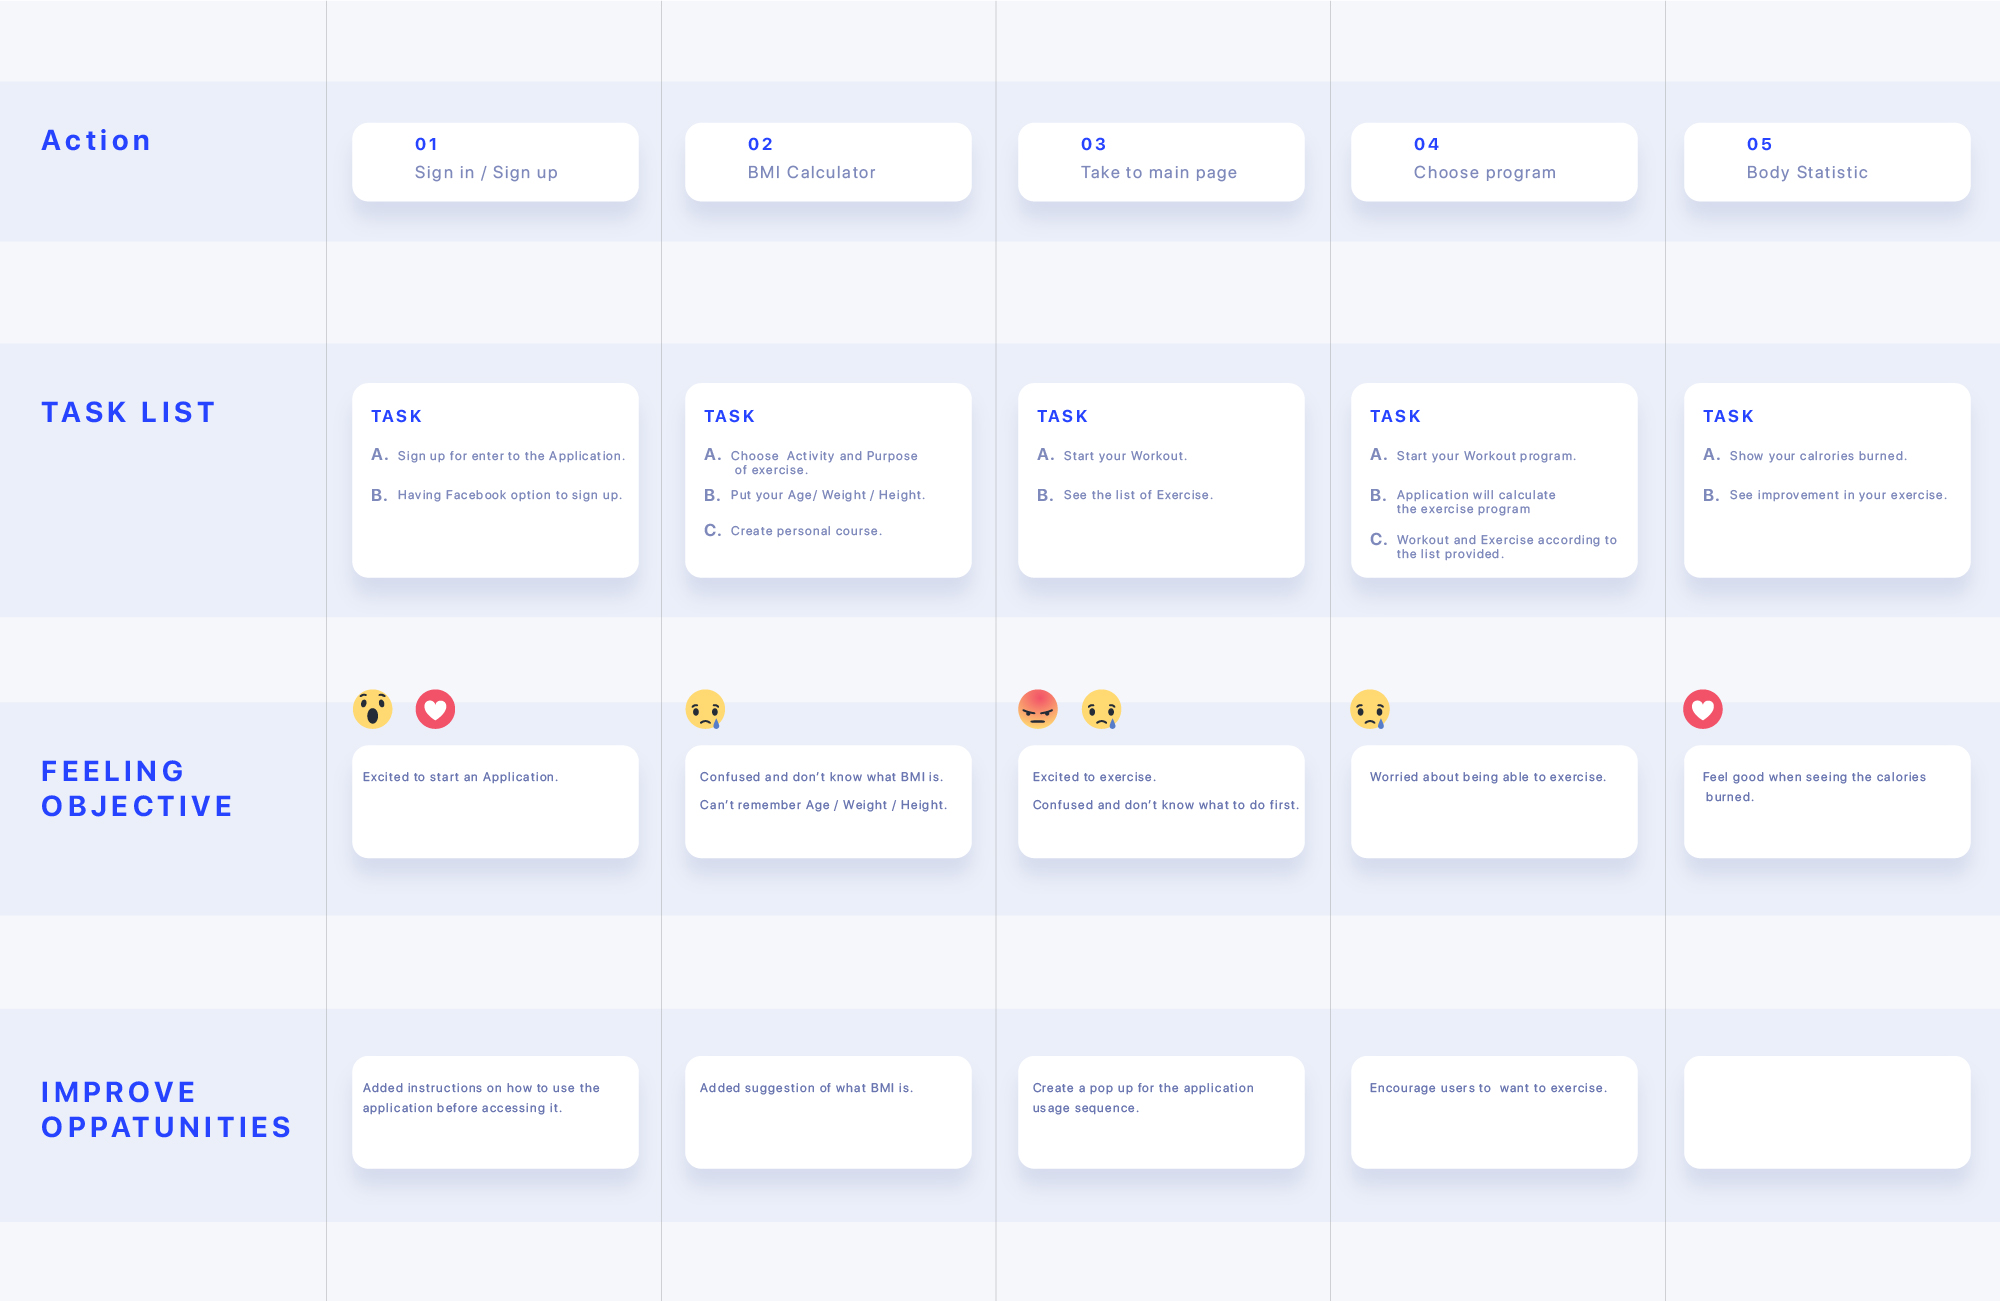 Action
01
Sign in / Sign up
02
BMI Calculator
03
Take to main page
04
Choose program
05
Body Statistic
TASK LIST
TASK
A. Sign up for enter to the Application.
B. Having Facebook option to sign up.
TASK
A. Choose Activity and Purpose
of exercise.
B. Put your Age/ Weight / Height.
C. Create personal course.
TASK
A. Start your Workout.
B. See the list of Exercise.
TASK
A. Start your Workout program.
B. Application will calculate
the exercise program
C. Workout and Exercise according to
the list provided.
TASK
A. Show your calrories burned.
B. See improvement in your exercise.
FEELING
OBJECTIVE
Excited to start an Application.
Confused and don’t know what BMI is.
Can’t remember Age / Weight / Height.
Excited to exercise.
Confused and don’t know what to do first.
Worried about being able to exercise.
Feel good when seeing the calories
burned.
IMPROVE
OPPATUNITIES
Added instructions on how to use the
application before accessing it.
Added suggestion of what BMI is.
Create a pop up for the application
usage sequence.
Encourage users to want to exercise.